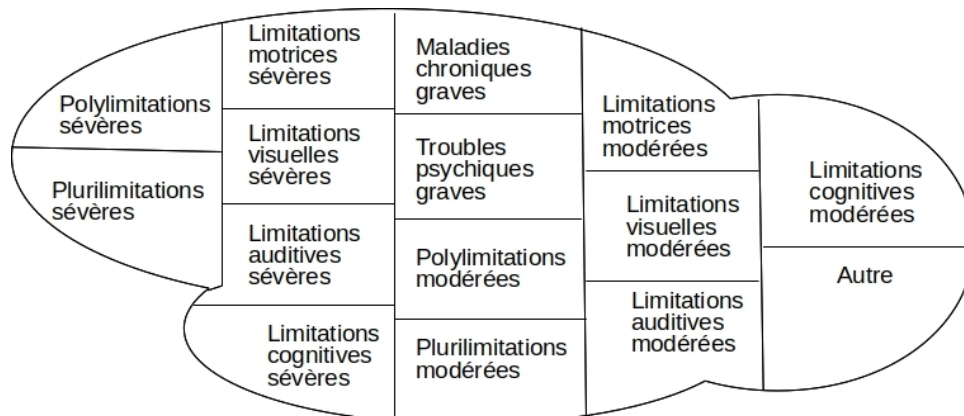 Polylimitations
sévères
Plurilimitations
sévères
Limitations
motrices
sévères
Limitations
visuelles
sévères
Limitations
auditives
sévères
Limitations
cognitives
sévères
Maladies
chroniques
graves
Troubles
psychiques
graves
Polylimitations
modérées
Plurilimitations
modérées
Limitations
motrices
modérées
Limitations
visuelles
modérées
Limitations
auditives
modérées
Limitations
cognitives
modérées
Autre